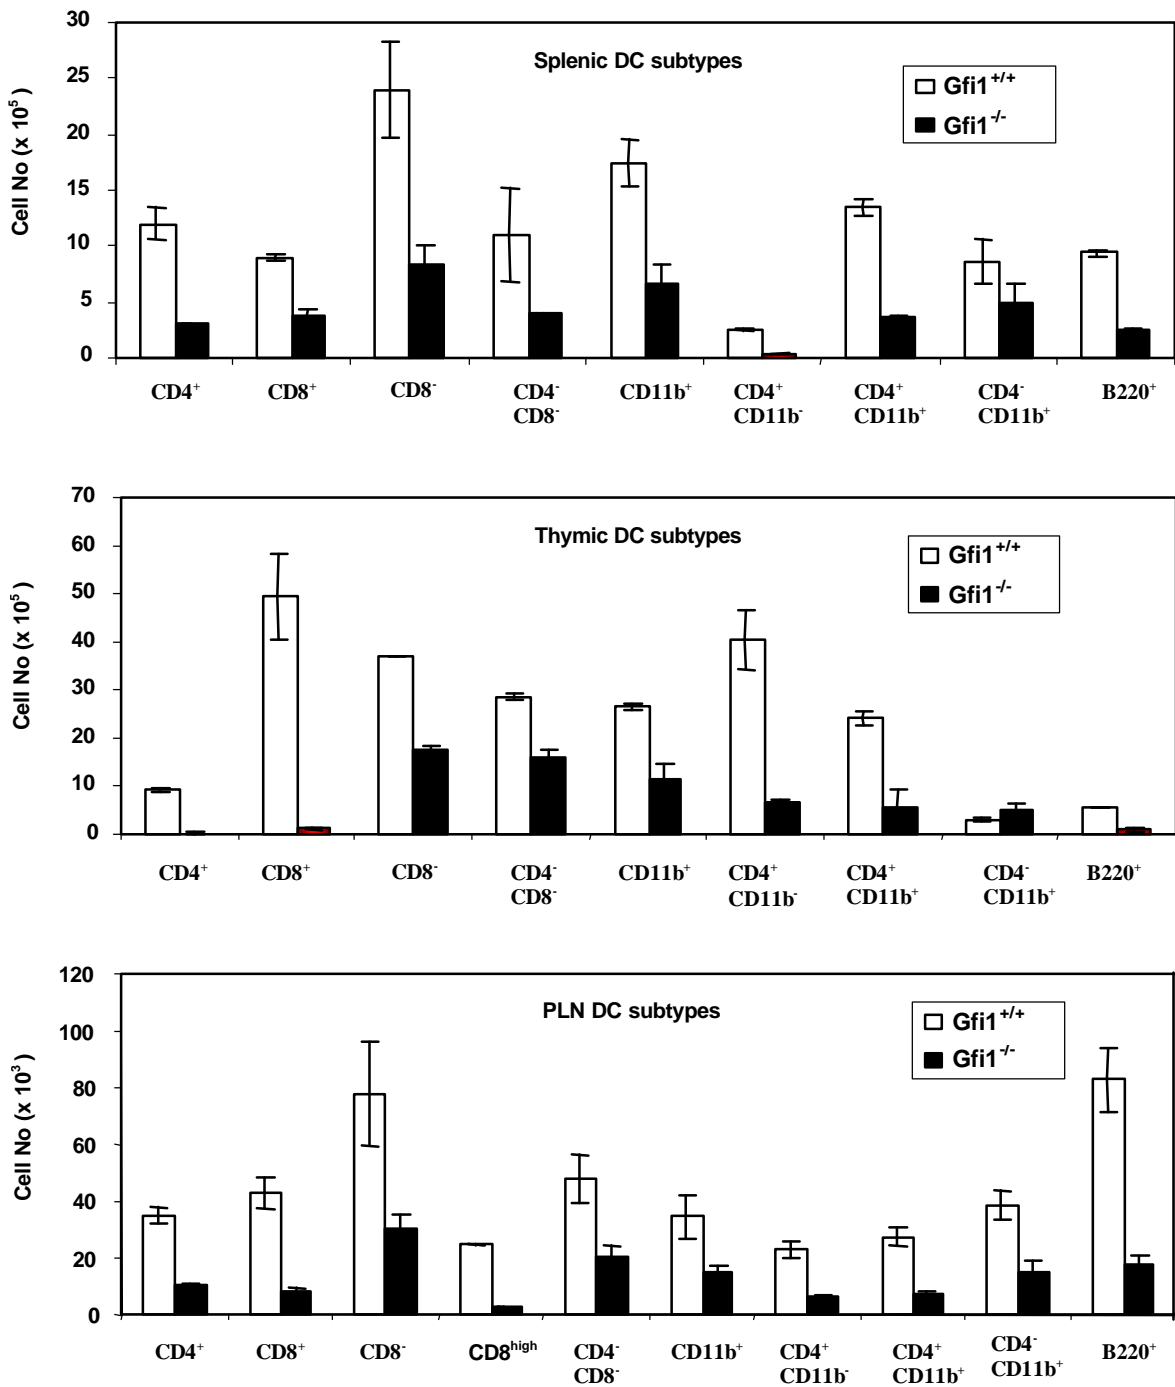 Splenic DC subtypes
Gfi1+/+
Gfi1-/-
Cell No (x 10⁵)
30
25
20
15
10
5
0
CD4⁺ CD8⁺ CD8⁻ CD4⁻ CD11b⁺ CD4⁺ CD4⁺ CD4⁻ B220⁺
CD8⁻ CD11b⁻ CD11b⁺ CD11b⁺
Thymic DC subtypes
Gfi1+/+
Gfi1-/-
Cell No (x 10⁵)
70
60
50
40
30
20
10
0
CD4⁺ CD8⁺ CD8⁻ CD4⁻ CD11b⁺ CD4⁺ CD4⁺ CD4⁻ B220⁺
CD8⁻ CD11b⁻ CD11b⁺ CD11b⁺
PLN DC subtypes
Gfi1+/+
Gfi1-/-
Cell No (x 10³)
120
100
80
60
40
20
0
CD4⁺ CD8⁺ CD8⁻ CD8ʰⁱᵍʰ CD4⁻ CD11b⁺ CD4⁺ CD4⁺ CD4⁻ B220⁺
CD8⁻ CD11b⁻ CD11b⁺ CD11b⁺